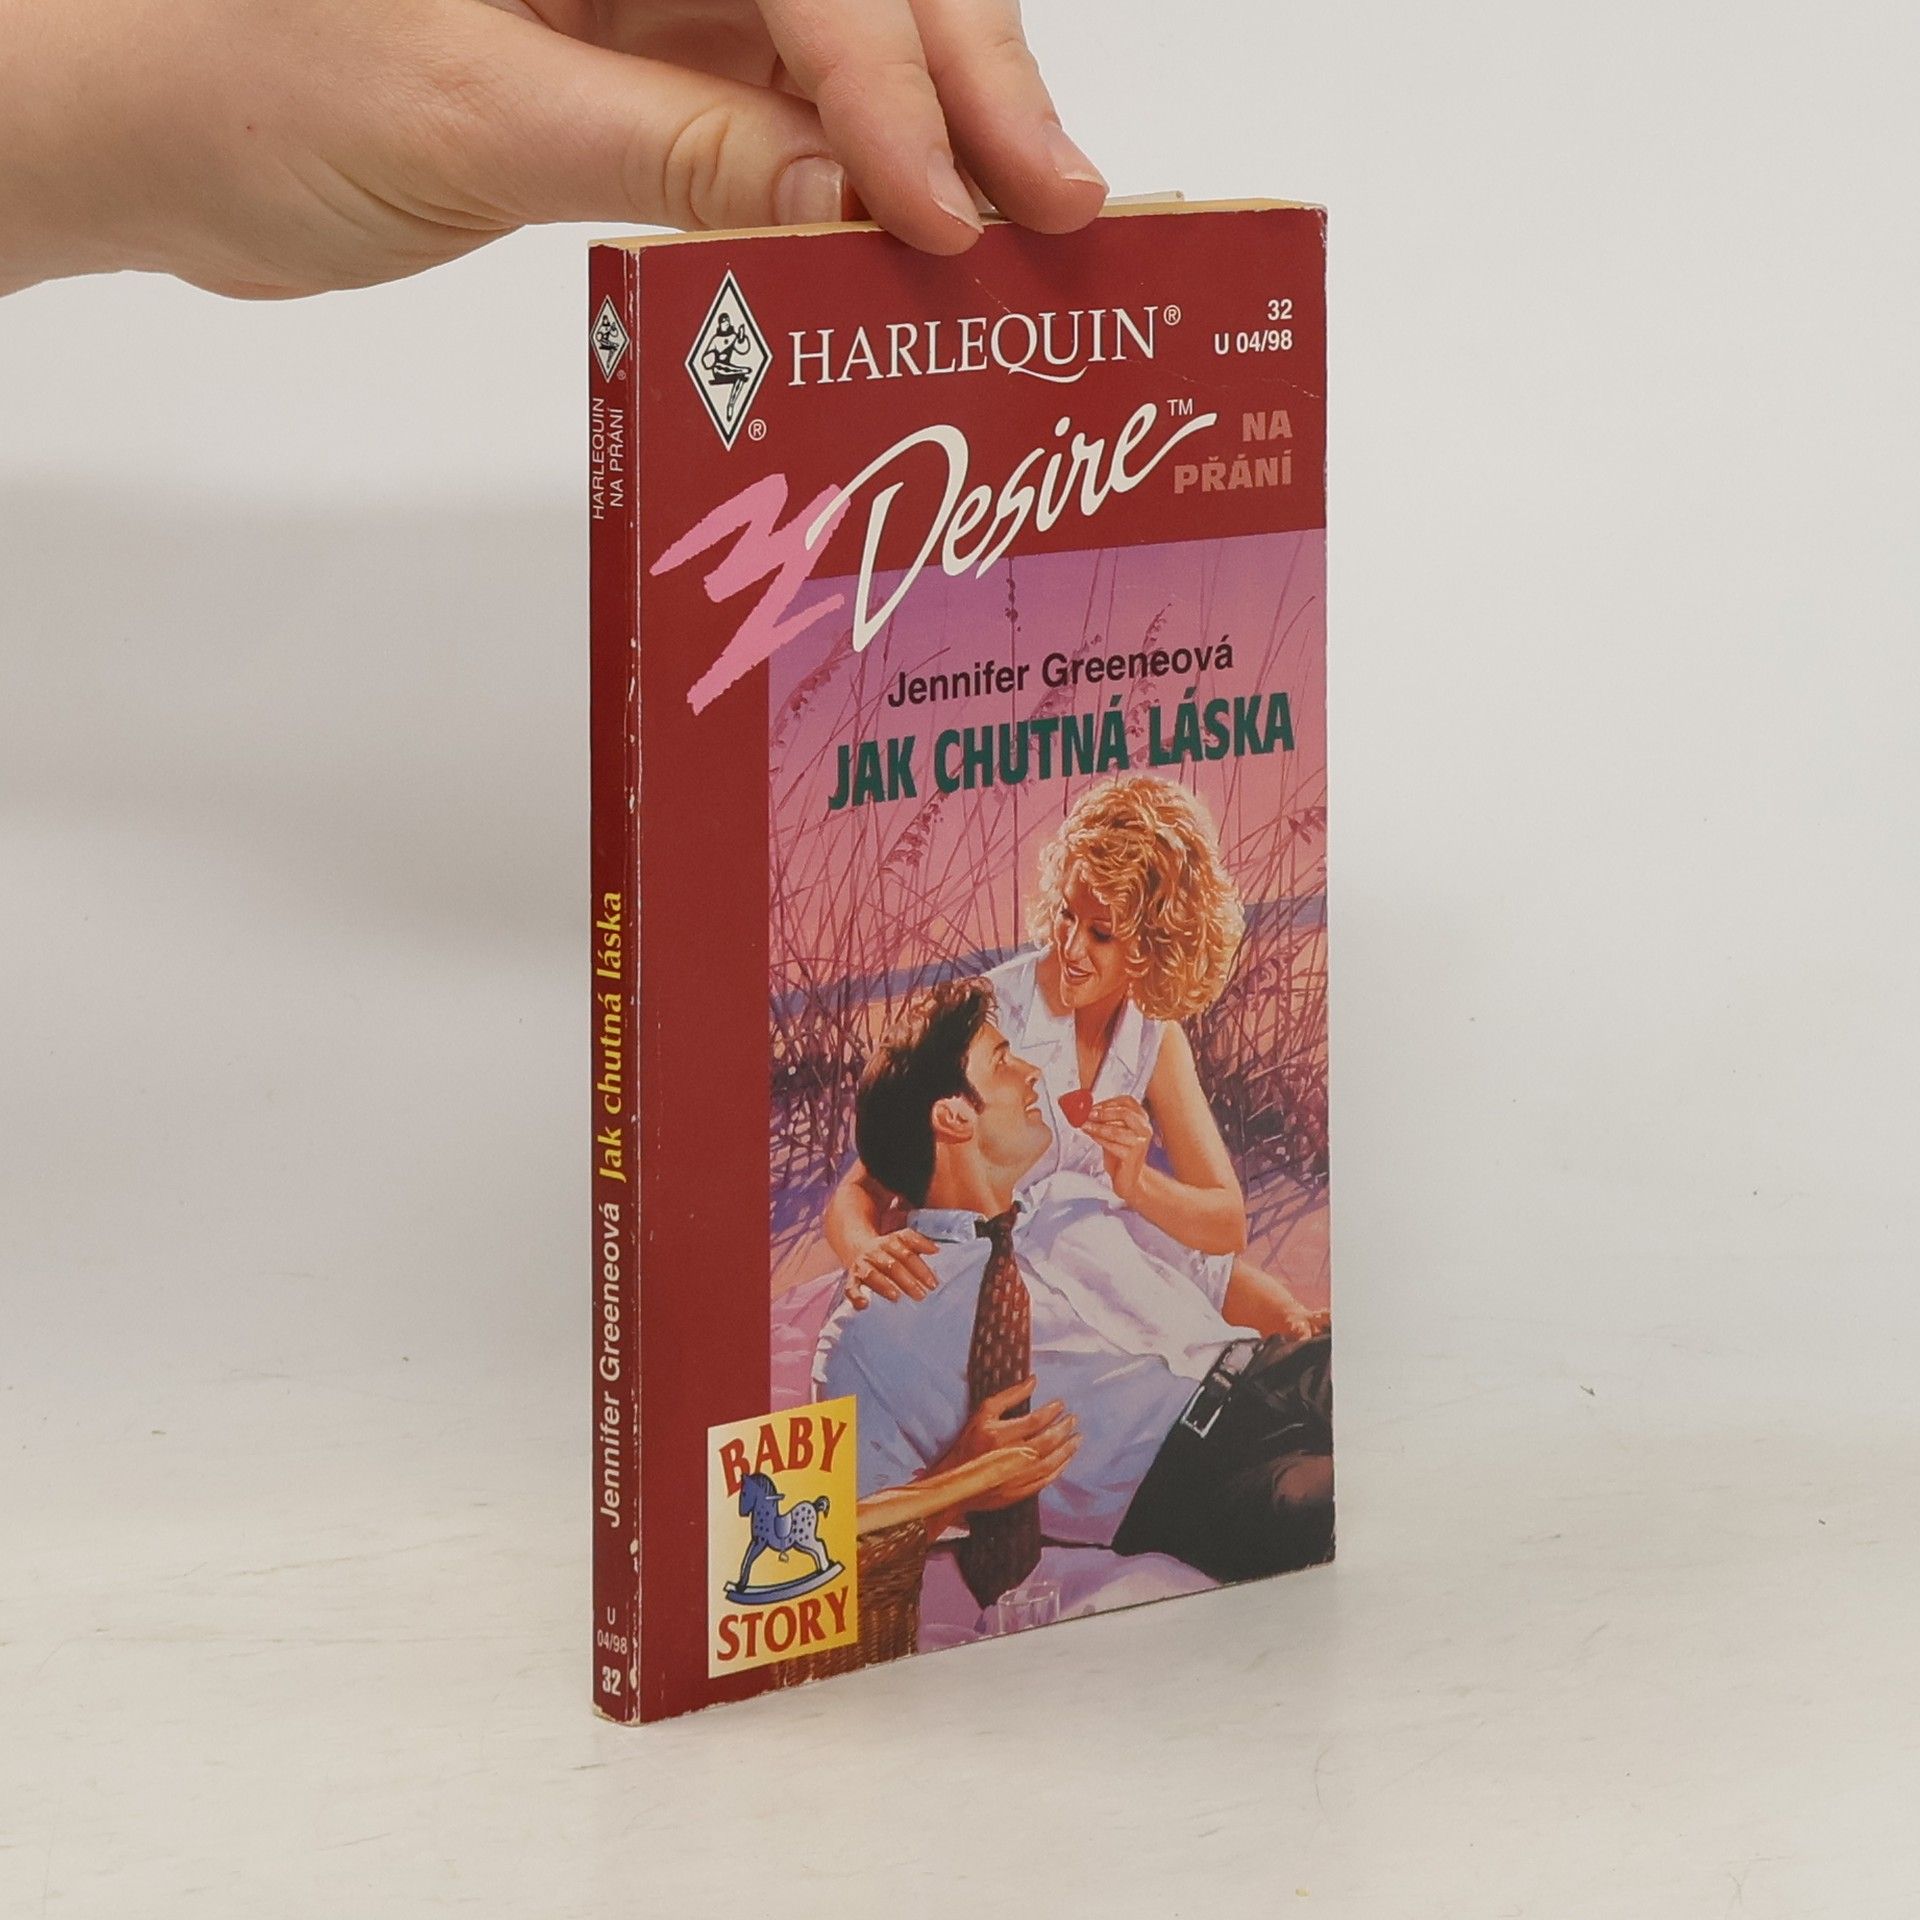 HARLEQUIN®
32
U 04/98
Desire™
NA
PŘÁNÍ
®
Jennifer Greeneová
JAK CHUTNÁ LÁSKA
BABY
STORY
®
HARLEQUIN
NA PŘÁNÍ
Jennifer Greeneová Jak chutná láska
U
04/98
32